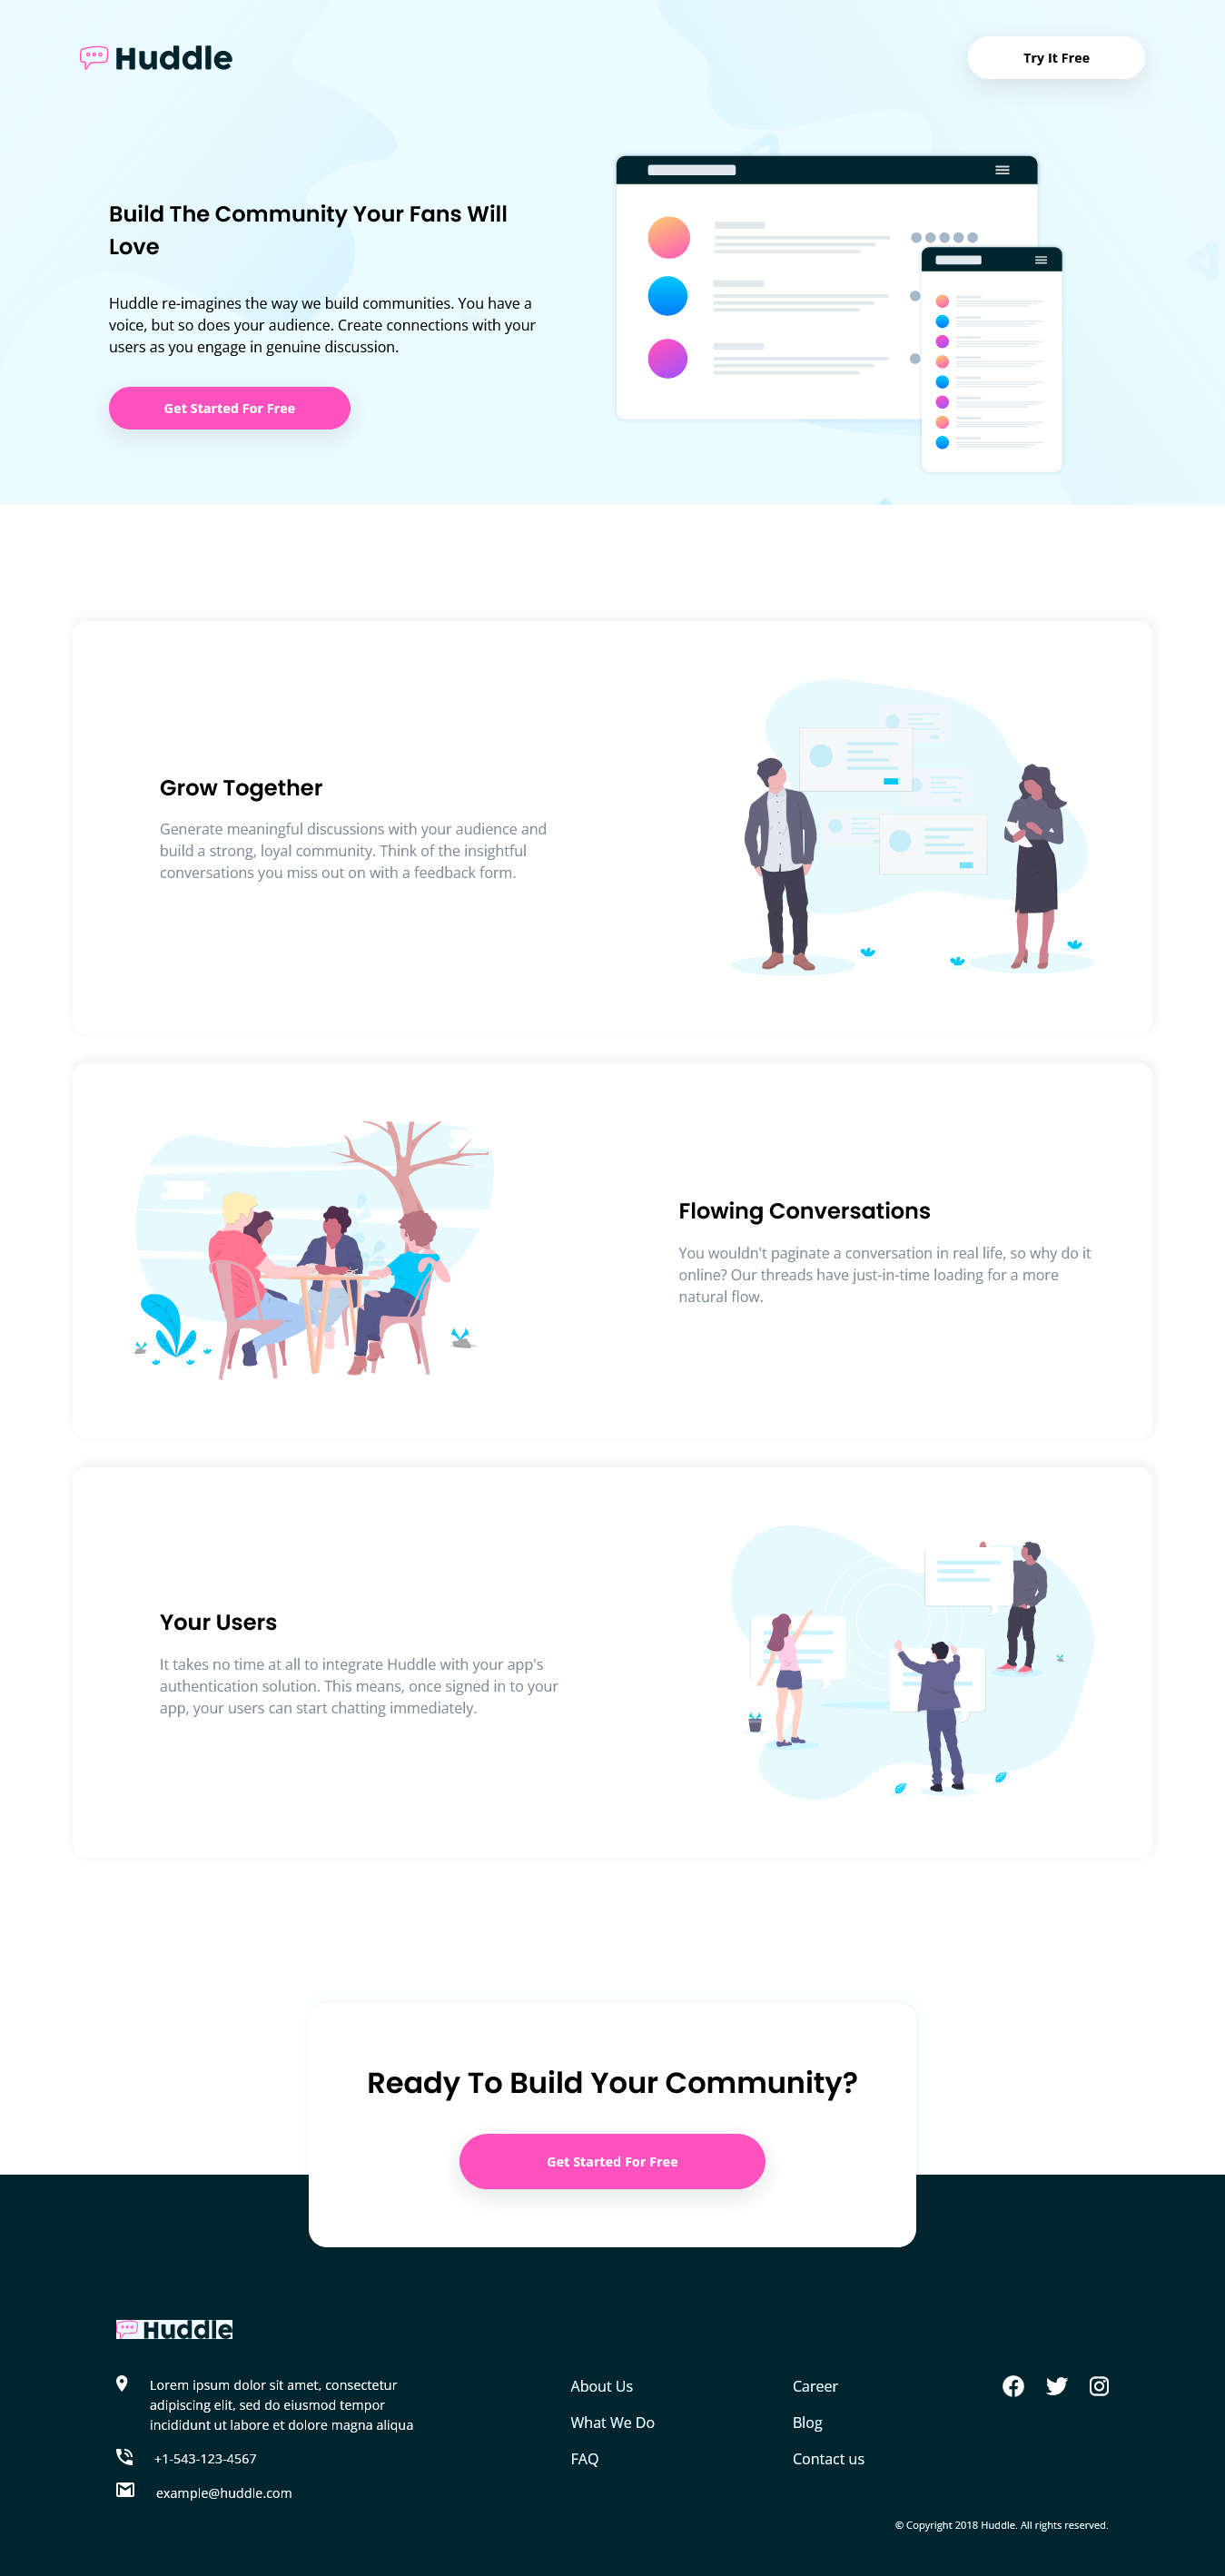 Huddle
Try It Free
Build The Community Your Fans Will
Love
Huddle re-imagines the way we build communities. You have a
voice, but so does your audience. Create connections with your
users as you engage in genuine discussion.
Get Started For Free
Grow Together
Generate meaningful discussions with your audience and
build a strong, loyal community. Think of the insightful
conversations you miss out on with a feedback form.
Flowing Conversations
You wouldn't paginate a conversation in real life, so why do it
online? Our threads have just-in-time loading for a more
natural flow.
Your Users
It takes no time at all to integrate Huddle with your app's
authentication solution. This means, once signed in to your
app, your users can start chatting immediately.
Ready To Build Your Community?
Get Started For Free
Huddle
Lorem ipsum dolor sit amet, consectetur
adipiscing elit, sed do eiusmod tempor
incididunt ut labore et dolore magna aliqua
+1-543-123-4567
example@huddle.com
About Us
What We Do
FAQ
Career
Blog
Contact us
© Copyright 2018 Huddle. All rights reserved.